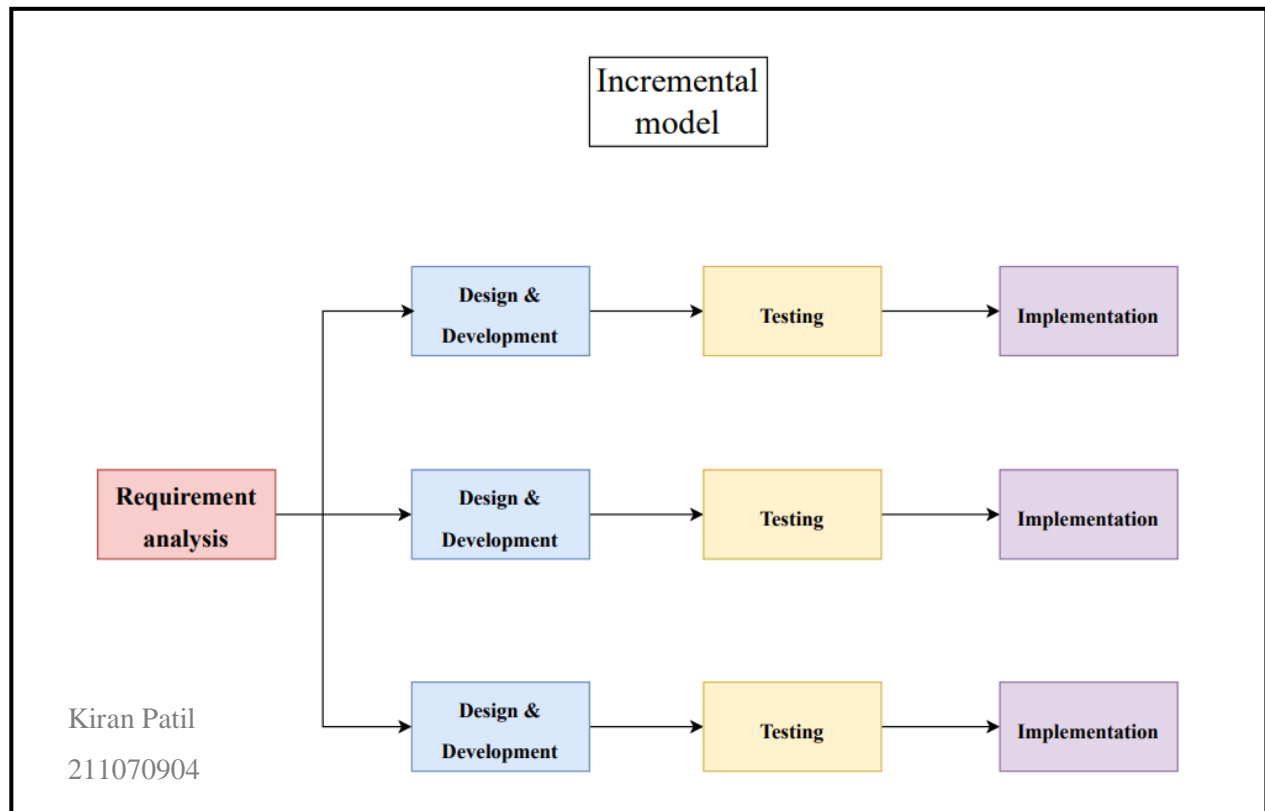 Incremental
model
Design &
Development
Testing
Implementation
Requirement
analysis
Design &
Development
Testing
Implementation
Design &
Development
Testing
Implementation
Kiran Patil
211070904